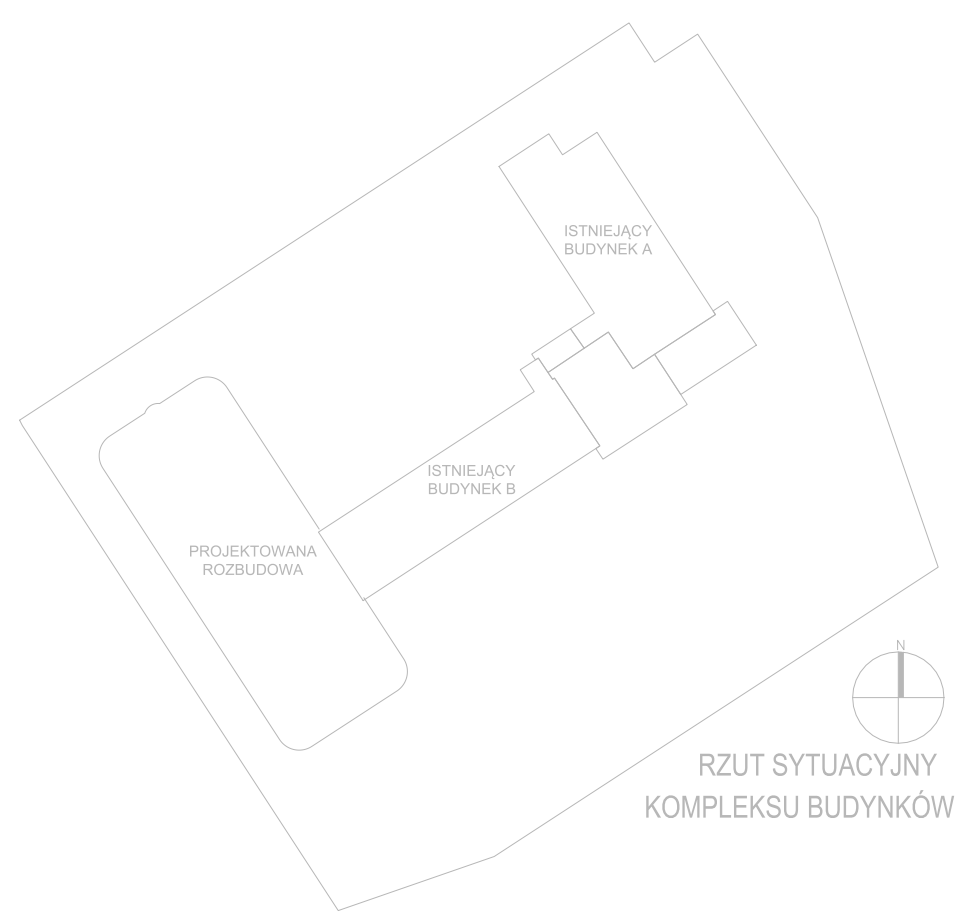 ISTNIEJĄCY
BUDYNEK A
ISTNIEJĄCY
BUDYNEK B
PROJEKTOWANA
ROZBUDOWA
N
RZUT SYTUACYJNY
KOMPLEKSU BUDYNKÓW